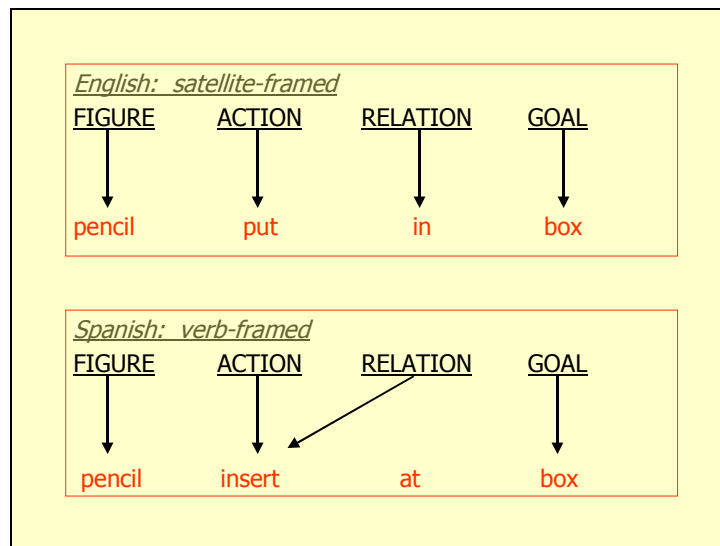 English: satellite-framed
FIGURE ACTION RELATION GOAL
pencil put in box
Spanish: verb-framed
FIGURE ACTION RELATION GOAL
pencil insert at box